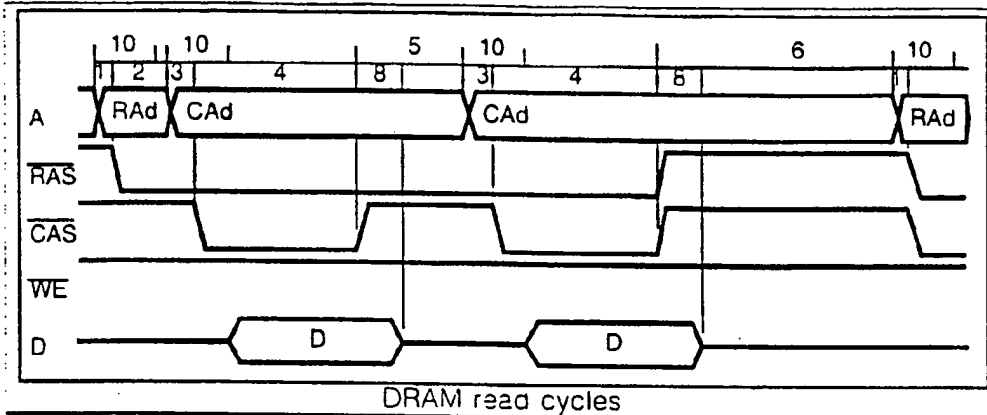 10 10 5 10 6 10
1 2 3 4 8 3 4 8 1
A RAd CAd CAd RAd
RAS
CAS
WE
D D D
DRAM read cycles